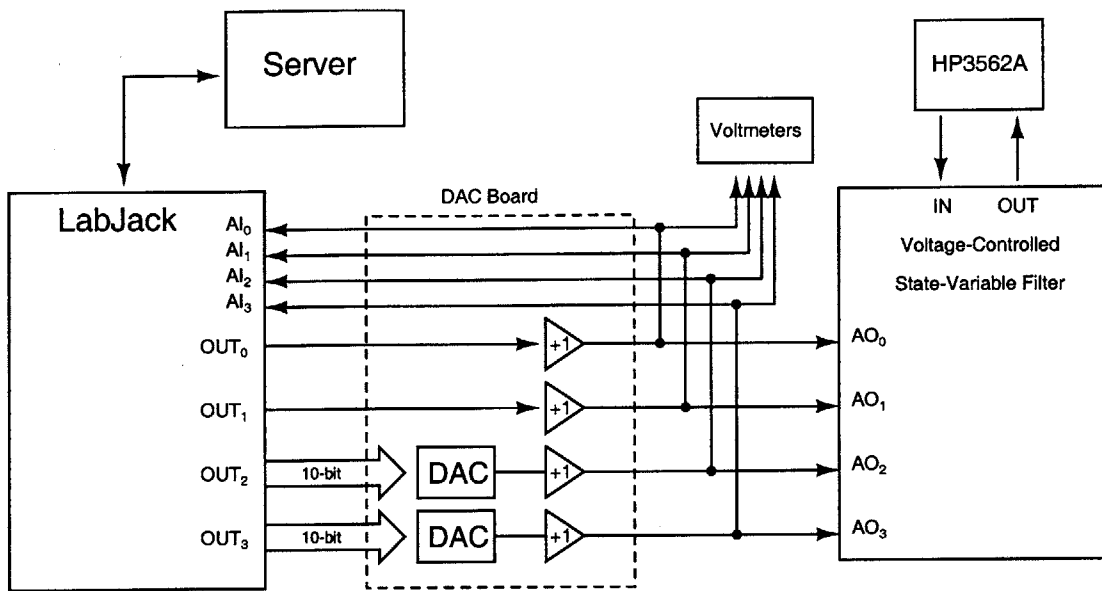 Server
HP3562A
Voltmeters
DAC Board
LabJack
AI0
AI1
AI2
AI3
OUT0
OUT1
OUT2
OUT3
10-bit
10-bit
DAC
DAC
+1
+1
+1
+1
IN OUT
Voltage-Controlled
State-Variable Filter
AO0
AO1
AO2
AO3